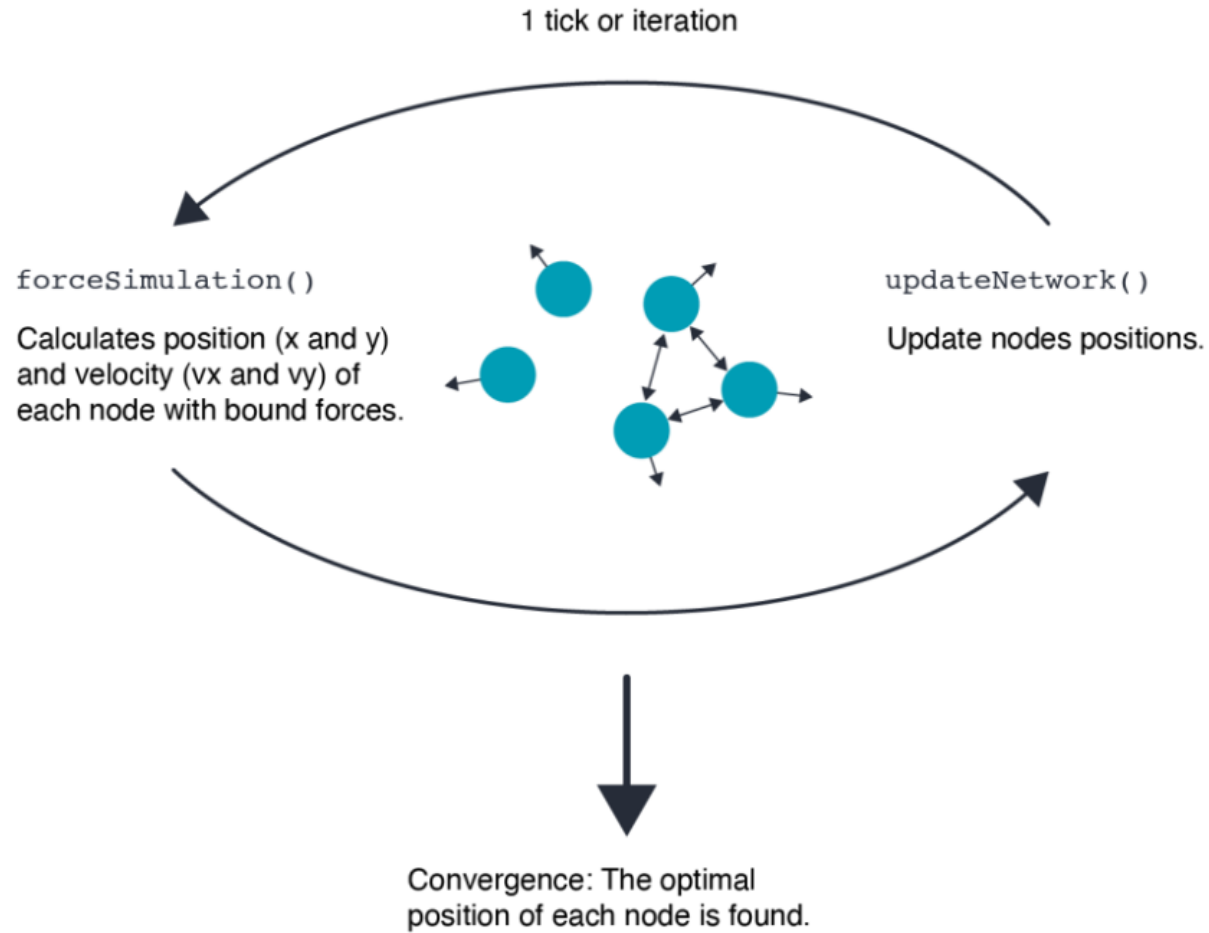 1 tick or iteration
forceSimulation()
Calculates position (x and y)
and velocity (vx and vy) of
each node with bound forces.
updateNetwork()
Update nodes positions.
Convergence: The optimal
position of each node is found.